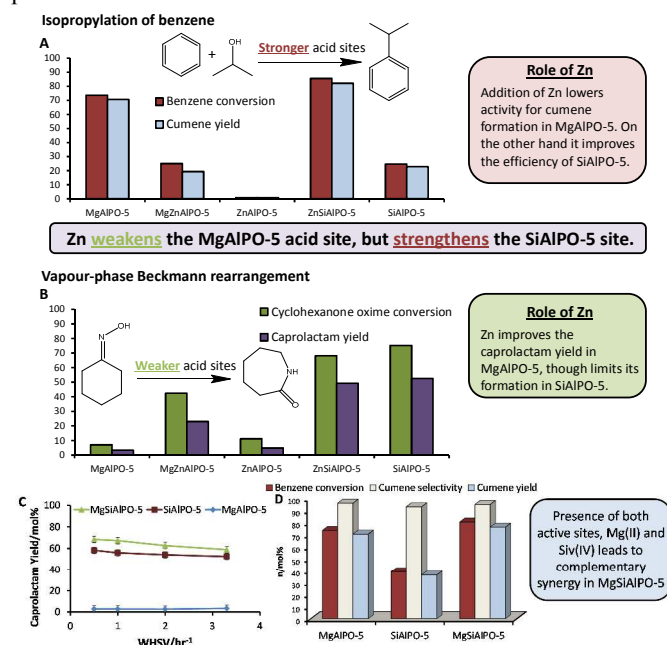 Isopropylation of benzene
A
OH
+
Stronger acid sites
100
90
80
70
60
50
40
30
20
10
0
Benzene conversion
Cumene yield
MgAlPO-5 MgZnAlPO-5 ZnAlPO-5 ZnSiAlPO-5 SiAlPO-5
Role of Zn
Addition of Zn lowers
activity for cumene
formation in MgAlPO-5. On
the other hand it improves
the efficiency of SiAlPO-5.
Zn weakens the MgAlPO-5 acid site, but strengthens the SiAlPO-5 site.
Vapour-phase Beckmann rearrangement
B
100
90
80
70
60
50
40
30
20
10
0
N OH
Weaker acid sites
NH
O
Cyclohexanone oxime conversion
Caprolactam yield
MgAlPO-5 MgZnAlPO-5 ZnAlPO-5 ZnSiAlPO-5 SiAlPO-5
Role of Zn
Zn improves the
caprolactam yield in
MgAlPO-5, though limits its
formation in SiAlPO-5.
C
Caprolactam Yield/mol%
100
80
60
40
20
0
MgSiAlPO-5 SiAlPO-5 MgAlPO-5
0 1 2 3 4
WHSV/hr-1
Benzene conversion Cumene selectivity Cumene yield
D
n/mol%
100
90
80
70
60
50
40
30
20
10
0
MgAlPO-5 SiAlPO-5 MgSiAlPO-5
Presence of both
active sites, Mg(II) and
Siv(IV) leads to
complementary
synergy in MgSiAlPO-5